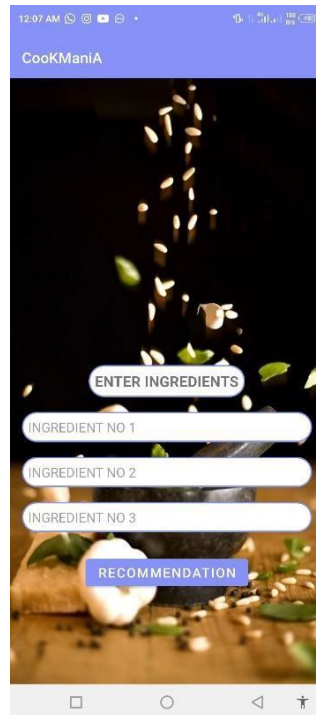 12:07 AM
CooKManiA
ENTER INGREDIENTS
INGREDIENT NO 1
INGREDIENT NO 2
INGREDIENT NO 3
RECOMMENDATION